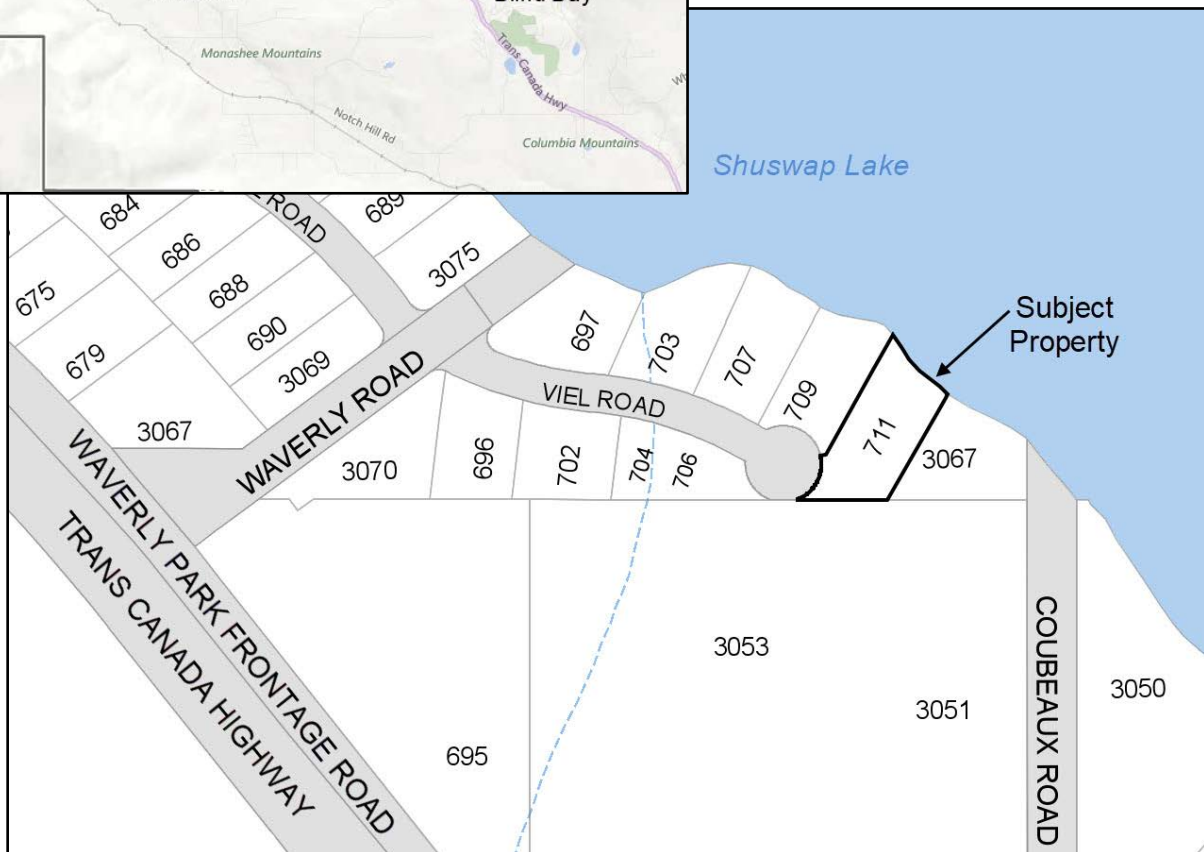 Monashee Mountains
Trans Canada Hwy
Notch Hill Rd
Columbia Mountains
Shuswap Lake
684
ROAD
689
686
3075
675
688
690
679
3069
3067
WAVERLY ROAD
697
703
707
709
Subject
Property
VIEL ROAD
711
3067
3070
696
702
704
706
WAVERLY PARK FRONTAGE ROAD
TRANS CANADA HIGHWAY
3053
3051
3050
695
COUBEAUX ROAD